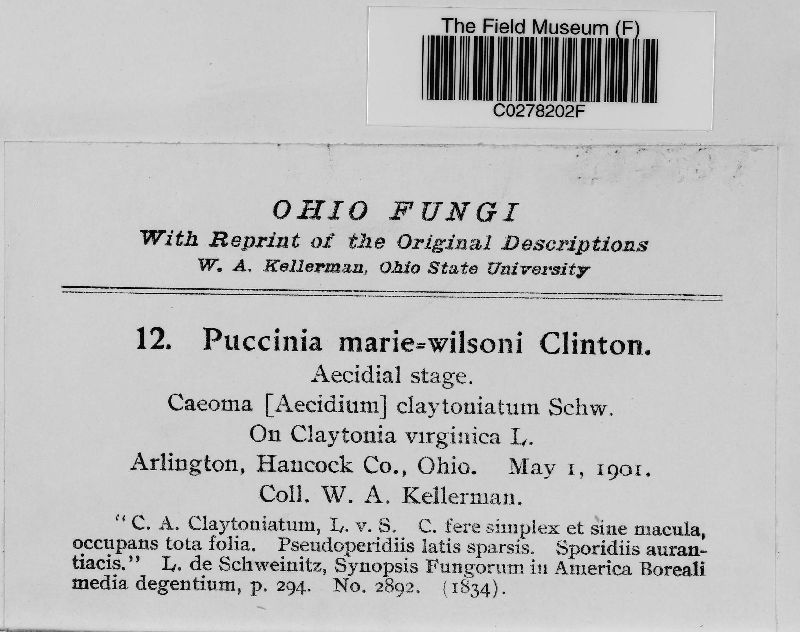 The Field Museum (F)
C0278202F
OHIO FUNGI
With Reprint of the Original Descriptions
W. A. Kellerman, Ohio State University
12. Puccinia marie=wilsoni Clinton.
Aecidial stage.
Caeoma [Aecidium] claytoniatum Schw.
On Claytonia virginica L.
Arlington, Hancock Co., Ohio. May 1, 1901.
Coll. W. A. Kellerman.
"C. A. Claytoniatum, L. v. S. C. fere simplex et sine macula,
occupans tota folia. Pseudoperidiis latis sparsis. Sporidiis auran-
tiacis." L. de Schweinitz, Synopsis Fungorum in America Boreali
media degentium, p. 294. No. 2892. (1834).